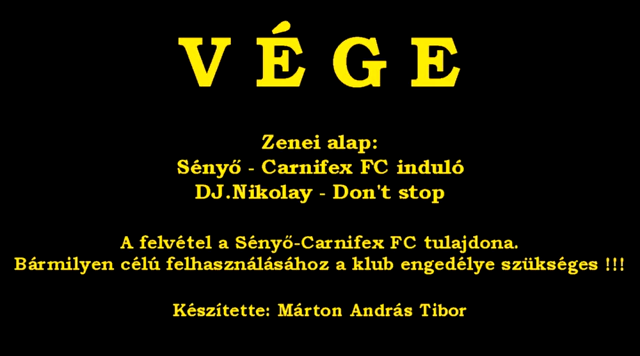 VÉGE
Zenei alap:
Sényő - Carnifex FC induló
DJ.Nikolay - Don't stop
A felvétel a Sényő-Carnifex FC tulajdona.
Bármilyen célú felhasználásához a klub engedélye szükséges !!!
Készítette: Márton András Tibor